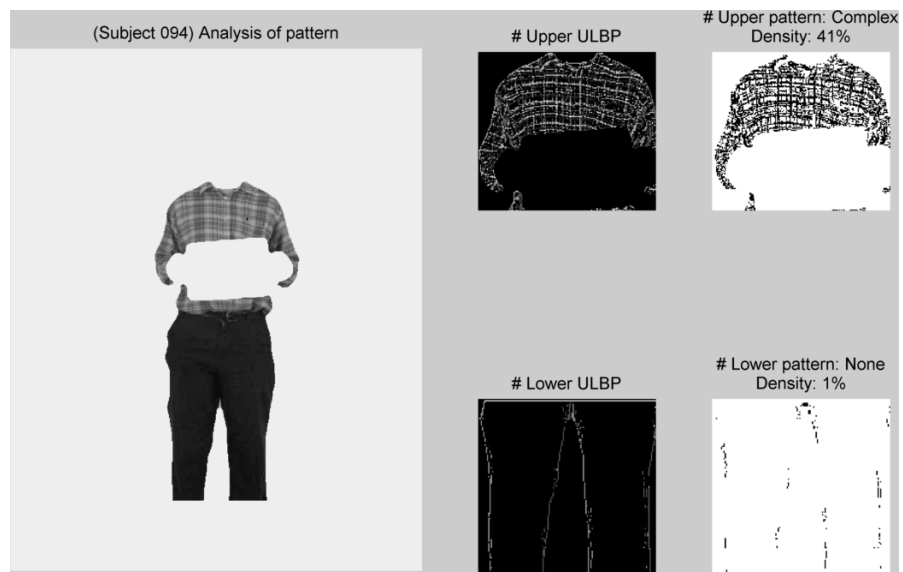 (Subject 094) Analysis of pattern
# Upper ULBP
# Upper pattern: Complex
Density: 41%
# Lower ULBP
# Lower pattern: None
Density: 1%